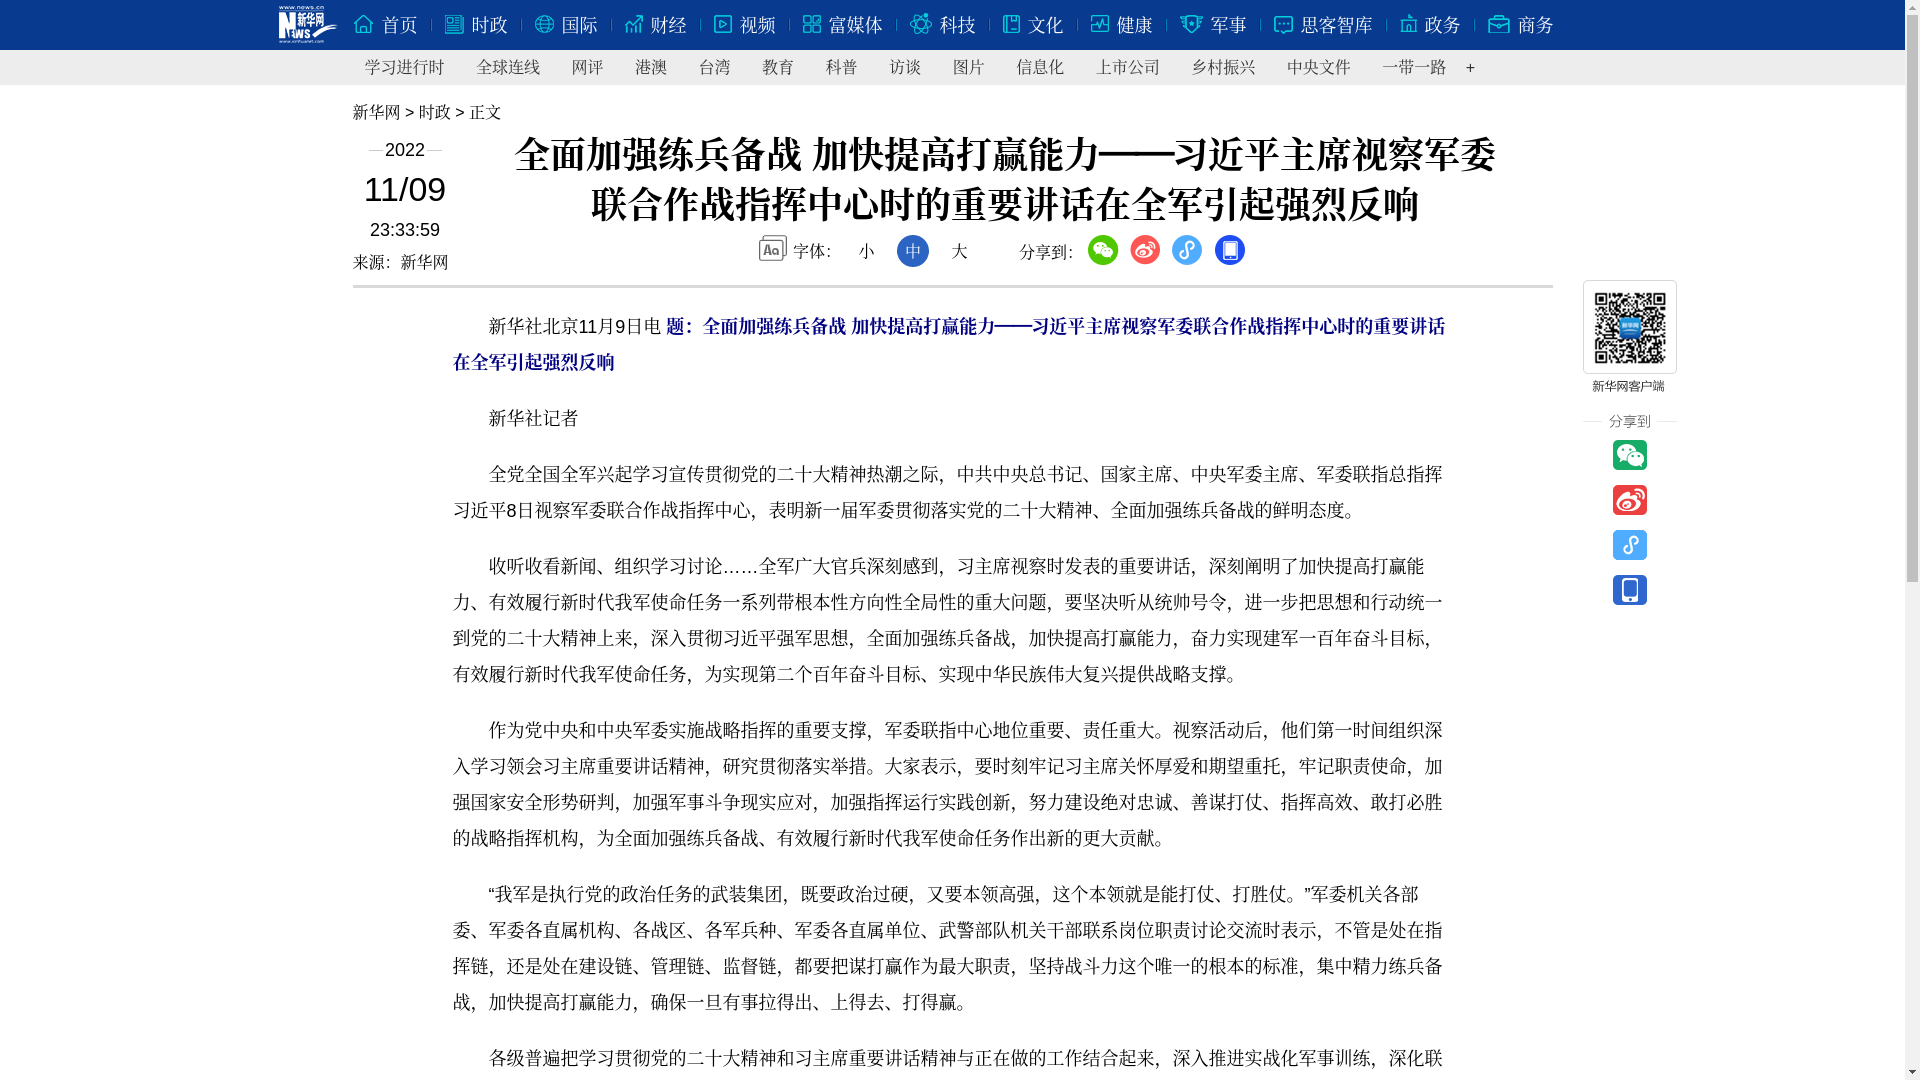 www.news.cn
新华网
NEWS
www.xinhuanet.com
首页 时政 国际 财经 视频 富媒体 科技 文化 健康 军事 思客智库 政务 商务
学习进行时 全球连线 网评 港澳 台湾 教育 科普 访谈 图片 信息化 上市公司 乡村振兴 中央文件 一带一路 +
新华网 > 时政 > 正文
2022
11/09
23:33:59
来源：新华网
全面加强练兵备战 加快提高打赢能力——习近平主席视察军委
联合作战指挥中心时的重要讲话在全军引起强烈反响
Aa 字体： 小 中 大 分享到：
新华社北京11月9日电 题：全面加强练兵备战 加快提高打赢能力——习近平主席视察军委联合作战指挥中心时的重要讲话
在全军引起强烈反响
新华社记者
全党全国全军兴起学习宣传贯彻党的二十大精神热潮之际，中共中央总书记、国家主席、中央军委主席、军委联指总指挥
习近平8日视察军委联合作战指挥中心，表明新一届军委贯彻落实党的二十大精神、全面加强练兵备战的鲜明态度。
收听收看新闻、组织学习讨论……全军广大官兵深刻感到，习主席视察时发表的重要讲话，深刻阐明了加快提高打赢能
力、有效履行新时代我军使命任务一系列带根本性方向性全局性的重大问题，要坚决听从统帅号令，进一步把思想和行动统一
到党的二十大精神上来，深入贯彻习近平强军思想，全面加强练兵备战，加快提高打赢能力，奋力实现建军一百年奋斗目标，
有效履行新时代我军使命任务，为实现第二个百年奋斗目标、实现中华民族伟大复兴提供战略支撑。
作为党中央和中央军委实施战略指挥的重要支撑，军委联指中心地位重要、责任重大。视察活动后，他们第一时间组织深
入学习领会习主席重要讲话精神，研究贯彻落实举措。大家表示，要时刻牢记习主席关怀厚爱和期望重托，牢记职责使命，加
强国家安全形势研判，加强军事斗争现实应对，加强指挥运行实践创新，努力建设绝对忠诚、善谋打仗、指挥高效、敢打必胜
的战略指挥机构，为全面加强练兵备战、有效履行新时代我军使命任务作出新的更大贡献。
“我军是执行党的政治任务的武装集团，既要政治过硬，又要本领高强，这个本领就是能打仗、打胜仗。”军委机关各部
委、军委各直属机构、各战区、各军兵种、军委各直属单位、武警部队机关干部联系岗位职责讨论交流时表示，不管是处在指
挥链，还是处在建设链、管理链、监督链，都要把谋打赢作为最大职责，坚持战斗力这个唯一的根本的标准，集中精力练兵备
战，加快提高打赢能力，确保一旦有事拉得出、上得去、打得赢。
各级普遍把学习贯彻党的二十大精神和习主席重要讲话精神与正在做的工作结合起来，深入推进实战化军事训练，深化联
新华网
新华网客户端
分享到